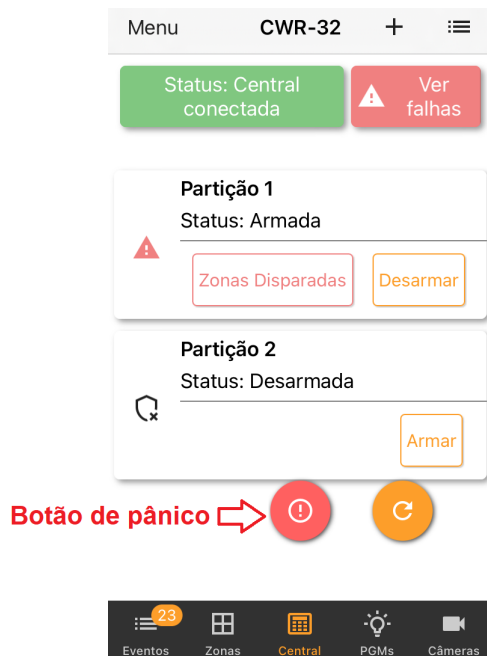 Menu CWR-32
Status: Central
conectada
Ver
falhas
Partição 1
Status: Armada
Zonas Disparadas Desarmar
Partição 2
Status: Desarmada
Armar
Botão de pânico
23
Eventos Zonas Central PGMs Câmeras